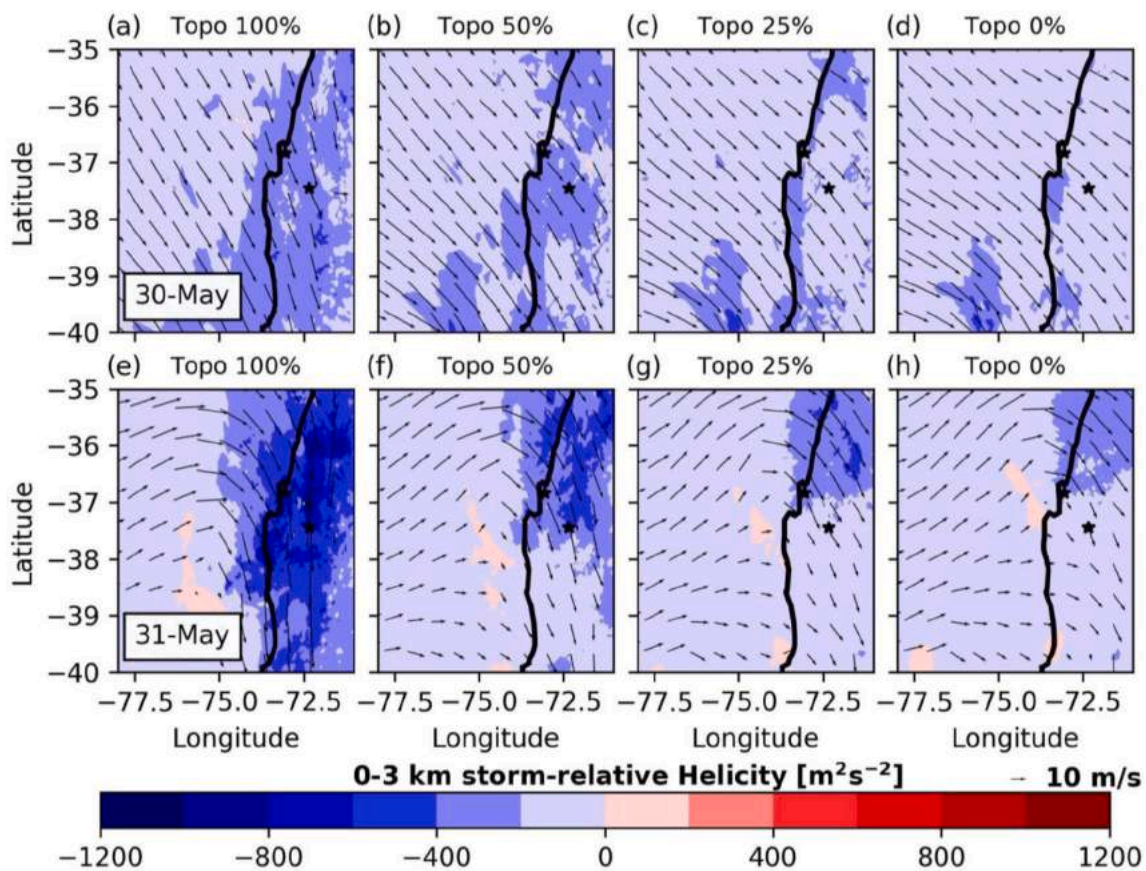 (a) Topo 100% (b) Topo 50% (c) Topo 25% (d) Topo 0%
−35
−36
−37
−38
−39
−40
Latitude
30-May
(e) Topo 100% (f) Topo 50% (g) Topo 25% (h) Topo 0%
−35
−36
−37
−38
−39
−40
Latitude
31-May
−77.5 −75.0 −72.5 −77.5 −75.0 −72.5 −77.5 −75.0 −72.5 −77.5 −75.0 −72.5
Longitude Longitude Longitude Longitude
0-3 km storm-relative Helicity [m²s⁻²] 10 m/s
−1200 −800 −400 0 400 800 1200